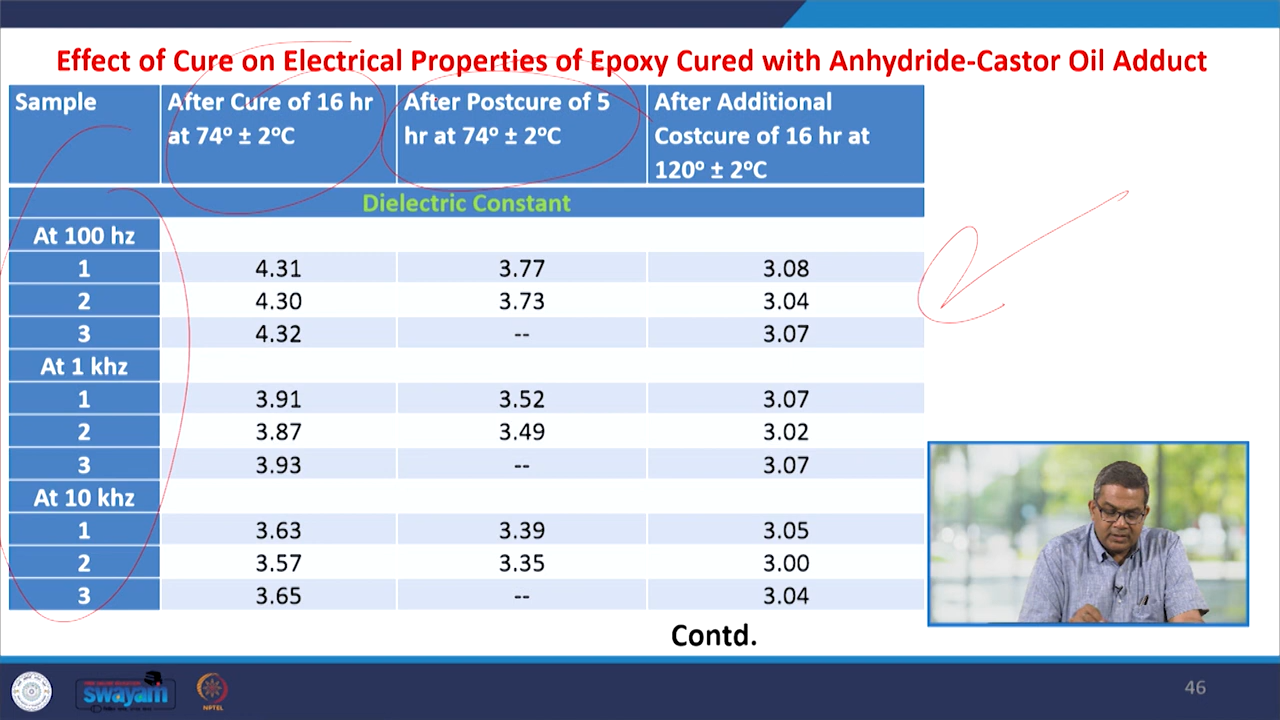 Effect of Cure on Electrical Properties of Epoxy Cured with Anhydride-Castor Oil Adduct
Sample After Cure of 16 hr at 74º ± 2ºC After Postcure of 5 hr at 74º ± 2ºC After Additional Costcure of 16 hr at 120º ± 2ºC
Dielectric Constant
At 100 hz
1 4.31 3.77 3.08
2 4.30 3.73 3.04
3 4.32 -- 3.07
At 1 khz
1 3.91 3.52 3.07
2 3.87 3.49 3.02
3 3.93 -- 3.07
At 10 khz
1 3.63 3.39 3.05
2 3.57 3.35 3.00
3 3.65 -- 3.04
Contd.
swayam
NPTEL
46